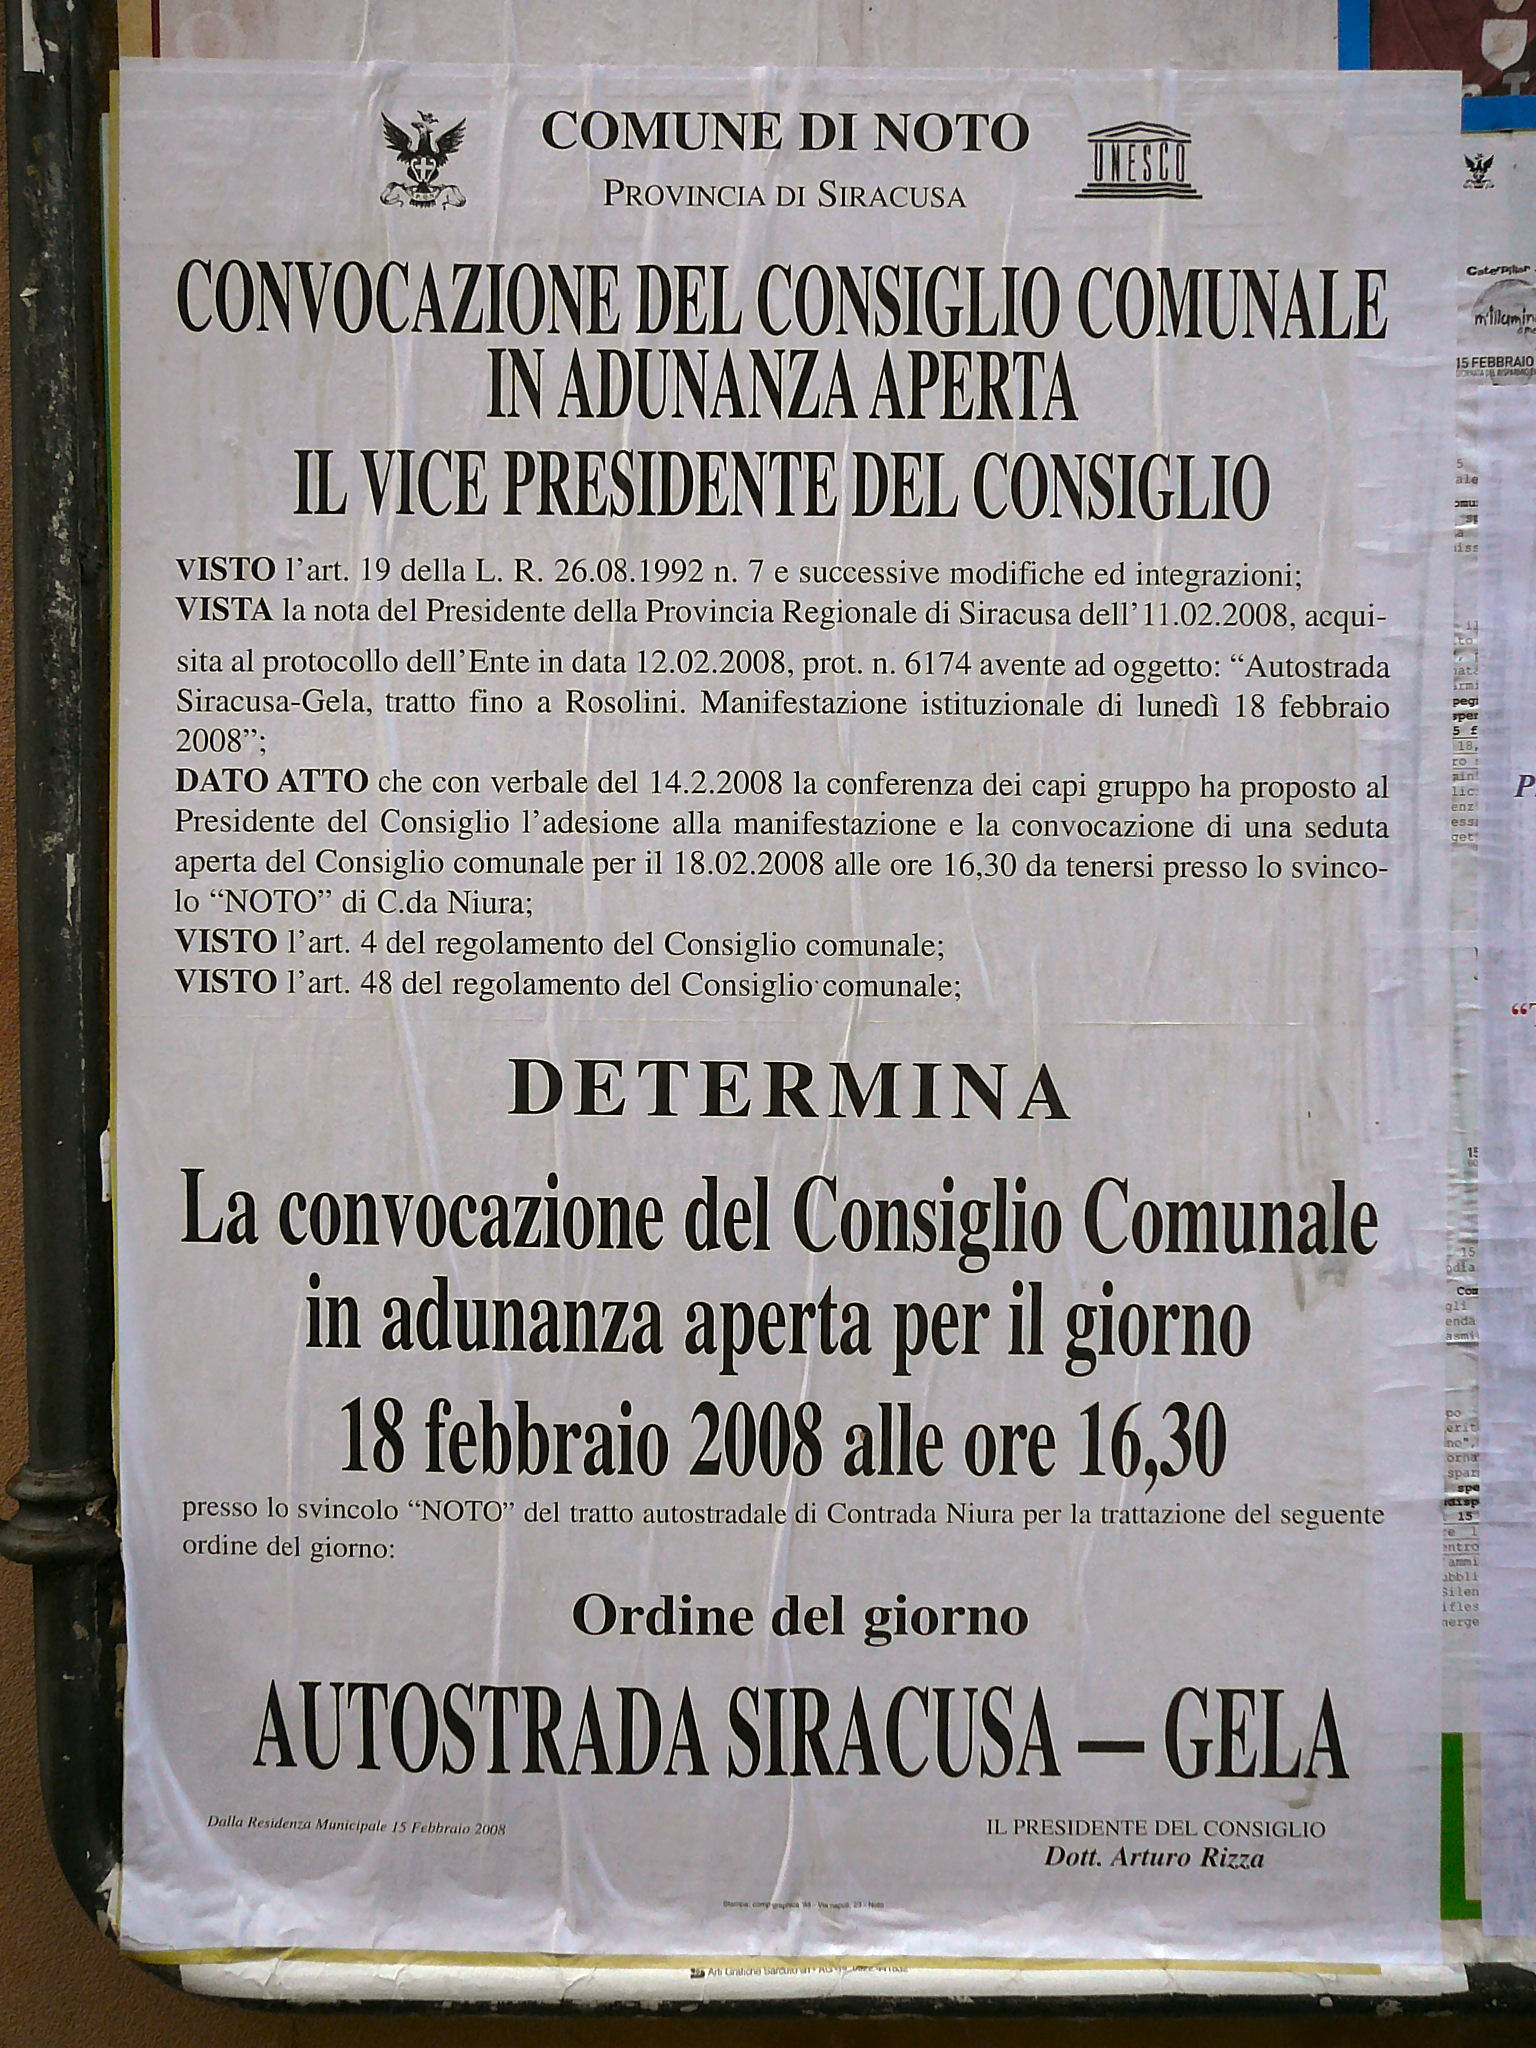 COMUNE DI NOTO
PROVINCIA DI SIRACUSA
UNESCO
CONVOCAZIONE DEL CONSIGLIO COMUNALE
IN ADUNANZA APERTA
IL VICE PRESIDENTE DEL CONSIGLIO
VISTO l'art. 19 della L. R. 26.08.1992 n. 7 e successive modifiche ed integrazioni;
VISTA la nota del Presidente della Provincia Regionale di Siracusa dell'11.02.2008, acqui-
sita al protocollo dell'Ente in data 12.02.2008, prot. n. 6174 avente ad oggetto: “Autostrada
Siracusa-Gela, tratto fino a Rosolini. Manifestazione istituzionale di lunedì 18 febbraio
2008”;
DATO ATTO che con verbale del 14.2.2008 la conferenza dei capi gruppo ha proposto al
Presidente del Consiglio l'adesione alla manifestazione e la convocazione di una seduta
aperta del Consiglio comunale per il 18.02.2008 alle ore 16,30 da tenersi presso lo svinco-
lo “NOTO” di C.da Niura;
VISTO l'art. 4 del regolamento del Consiglio comunale;
VISTO l'art. 48 del regolamento del Consiglio comunale;
DETERMINA
La convocazione del Consiglio Comunale
in adunanza aperta per il giorno
18 febbraio 2008 alle ore 16,30
presso lo svincolo “NOTO” del tratto autostradale di Contrada Niura per la trattazione del seguente
ordine del giorno:
Ordine del giorno
AUTOSTRADA SIRACUSA — GELA
Dalla Residenza Municipale 15 Febbraio 2008
IL PRESIDENTE DEL CONSIGLIO
Dott. Arturo Rizza
Caterpillar
15 FEBBRAIO